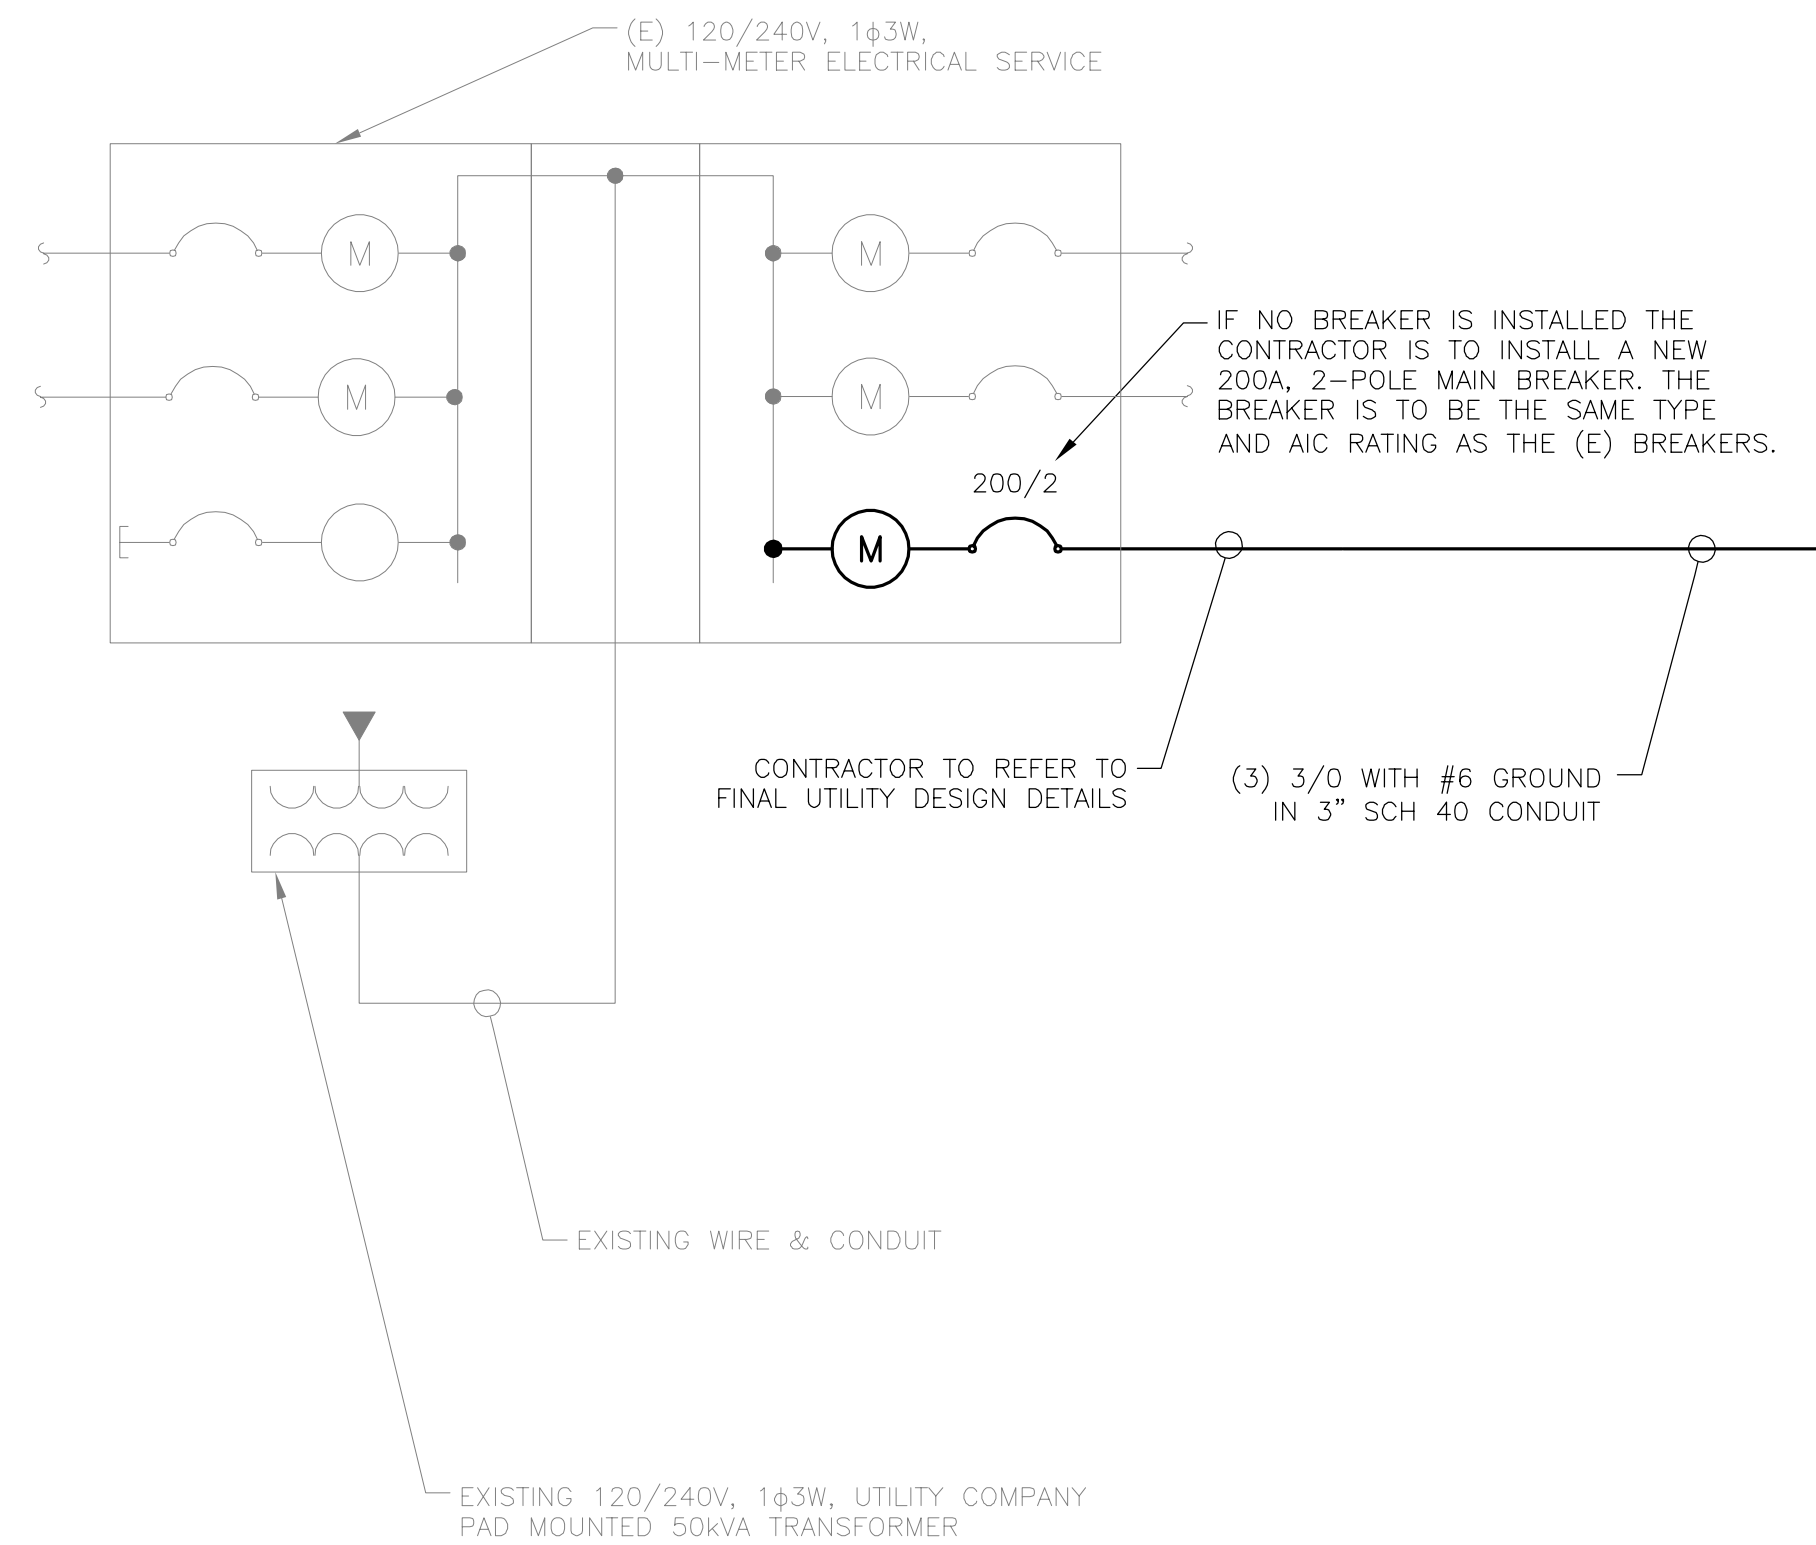 (E) 120/240V, 1ϕ3W,
MULTI-METER ELECTRICAL SERVICE
M
M
M
M
IF NO BREAKER IS INSTALLED THE
CONTRACTOR IS TO INSTALL A NEW
200A, 2-POLE MAIN BREAKER. THE
BREAKER IS TO BE THE SAME TYPE
AND AIC RATING AS THE (E) BREAKERS.
200/2
M
CONTRACTOR TO REFER TO
FINAL UTILITY DESIGN DETAILS
(3) 3/0 WITH #6 GROUND
IN 3" SCH 40 CONDUIT
EXISTING WIRE & CONDUIT
EXISTING 120/240V, 1ϕ3W, UTILITY COMPANY
PAD MOUNTED 50kVA TRANSFORMER